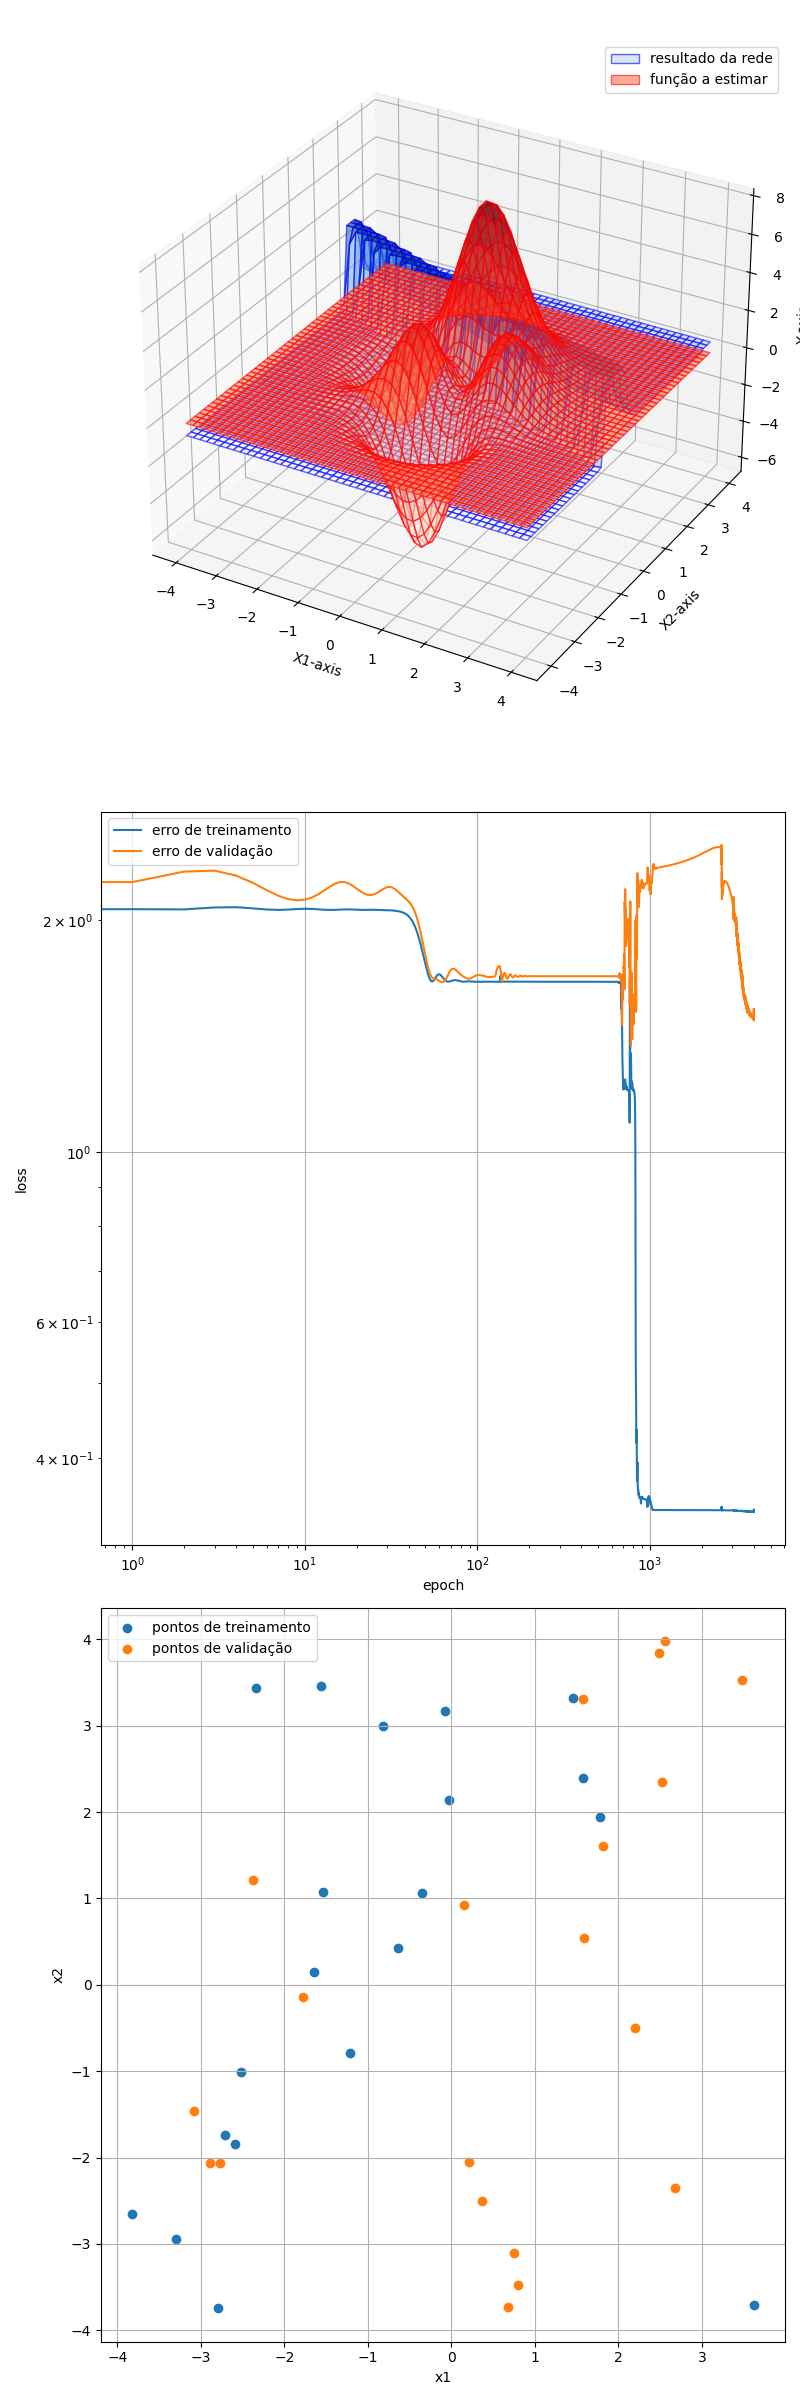 resultado da rede
função a estimar
8
6
4
2
0
−2
−4
−6
−4
−3
−2
−1
0
1
2
3
4
X1-axis
−4
−3
−2
−1
0
1
2
3
4
X2-axis
erro de treinamento
erro de validação
2 × 10⁰
10⁰
6 × 10⁻¹
4 × 10⁻¹
loss
10⁰ 10¹ 10² 10³
epoch
pontos de treinamento
pontos de validação
4
3
2
1
0
−1
−2
−3
−4
x2
−4 −3 −2 −1 0 1 2 3
x1